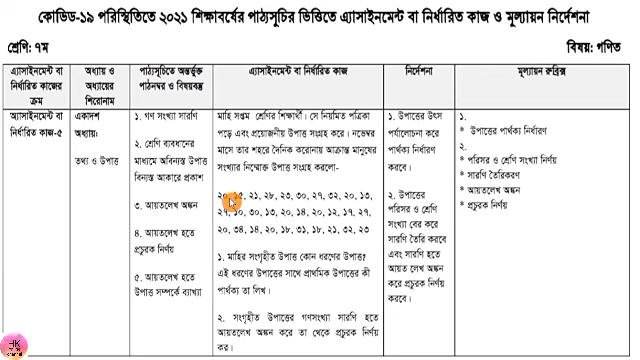 কোভিড-১৯ পরিস্থিতিতে ২০২১ শিক্ষাবর্ষের পাঠ্যসূচির ভিত্তিতে এ্যাসাইনমেন্ট বা নির্ধারিত কাজ ও মূল্যায়ন নির্দেশনা
শ্রেণি: ৭ম
বিষয়: গণিত
এ্যাসাইনমেন্ট বা
নির্ধারিত কাজের
ক্রম
অধ্যায় ও
অধ্যায়ের
শিরোনাম
পাঠ্যসূচিতে অন্তর্ভুক্ত
পাঠনম্বর ও বিষয়বস্তু
এ্যাসাইনমেন্ট বা নির্ধারিত কাজ
নির্দেশনা
মূল্যায়ন রুব্রিক্স
এ্যাসাইনমেন্ট বা
নির্ধারিত কাজ-৫
একাদশ
অধ্যায়:
তথ্য ও উপাত্ত
১. গণ সংখ্যা সারণি
২. শ্রেণি ব্যবধানের
মাধ্যমে অবিন্যস্ত উপাত্ত
বিন্যস্ত আকারে প্রকাশ
৩. আয়তলেখ অঙ্কন
৪. আয়তলেখ হতে
প্রচুরক নির্ণয়
৫. আয়তলেখ হতে
উপাত্ত সম্পর্কে ব্যাখ্যা
মাহি সপ্তম শ্রেণির শিক্ষার্থী। সে নিয়মিত পত্রিকা
পড়ে এবং প্রয়োজনীয় উপাত্ত সংগ্রহ করে। নভেম্বর
মাসে তার শহরে দৈনিক করোনায় আক্রান্ত মানুষের
সংখ্যার নিম্মোক্ত উপাত্ত সংগ্রহ করলো-
২০, ১৫, ২১, ২৮, ২৩, ৩০, ২৭, ৩২, ২০, ১৩,
২৭, ১০, ৩০, ১৩, ২০, ১৪, ২০, ১২, ১৭, ২৭,
২০, ৩৪, ১৪, ২০, ১৮, ৩১, ১৮, ২১, ৩২, ২৩
১. মাহির সংগৃহীত উপাত্ত কোন ধরণের উপাত্ত?
এই ধরণের উপাত্তের সাথে প্রাথমিক উপাত্তের কী
পার্থক্য তা লিখ।
২. সংগৃহীত উপাত্তের গণসংখ্যা সারণি হতে
আয়তলেখ অঙ্কন করে তা থেকে প্রচুরক নির্ণয়
কর।
১. উপাত্তের উৎস
পর্যালোচনা করে
পার্থক্য নির্ধারণ
করবে।
২. উপাত্তের
পরিসর ও শ্রেণি
সংখ্যা বের করে
সারণি তৈরি করবে
এবং সারণি হতে
আয়ত লেখ অঙ্কন
করে প্রচুরক নির্ণয়
করবে।
১.
* উপাত্তের পার্থক্য নির্ধারণ
২.
* পরিসর ও শ্রেণি সংখ্যা নির্ণয়
* সারণি তৈরিকরণ
* আয়তলেখ অঙ্কন
* প্রচুরক নির্ণয়
HK